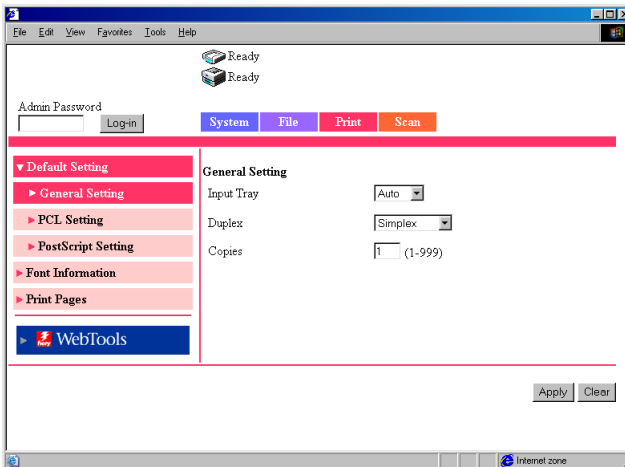 File Edit View Favorites Tools Help
Ready
Ready
Admin Password
Log-in
System File Print Scan
▼ Default Setting
► General Setting
► PCL Setting
► PostScript Setting
► Font Information
► Print Pages
► fiery WebTools
General Setting
Input Tray Auto
Duplex Simplex
Copies 1 (1-999)
Apply Clear
Internet zone